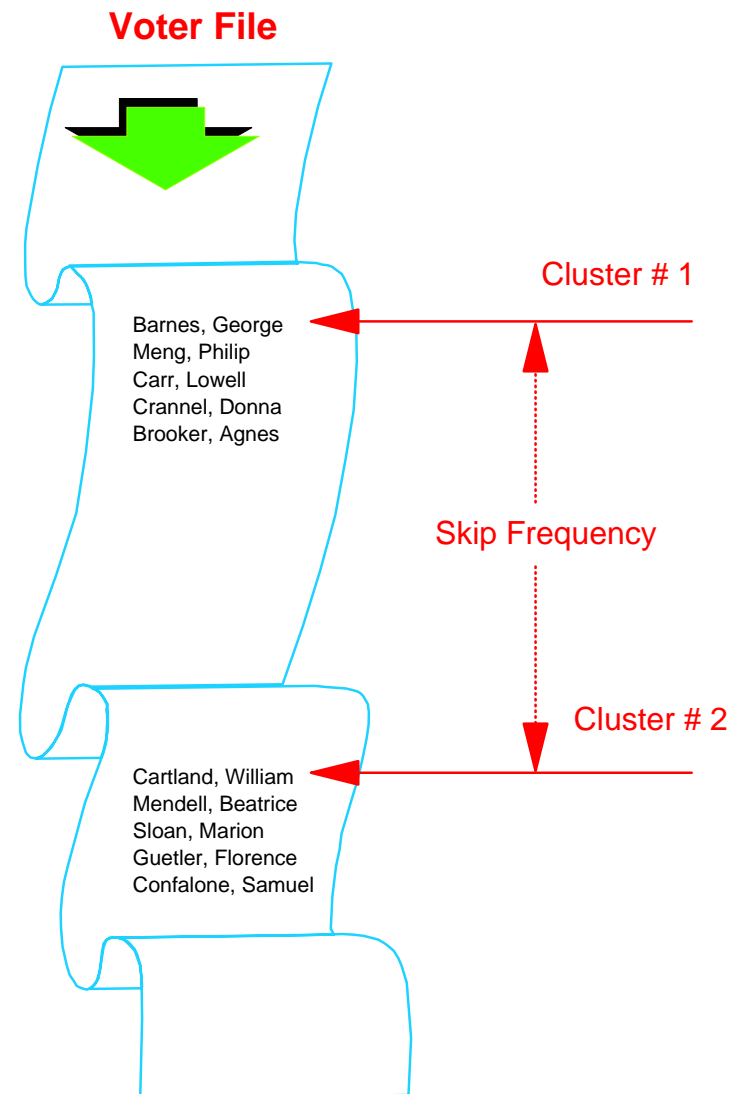 Voter File
Cluster # 1
Barnes, George
Meng, Philip
Carr, Lowell
Crannel, Donna
Brooker, Agnes
Skip Frequency
Cluster # 2
Cartland, William
Mendell, Beatrice
Sloan, Marion
Guetler, Florence
Confalone, Samuel